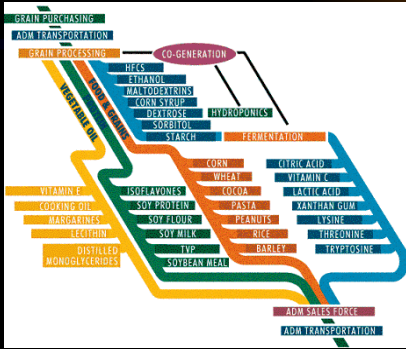 GRAIN PURCHASING
ADM TRANSPORTATION
GRAIN PROCESSING
CO-GENERATION
HFCS
ETHANOL
MALTODEXTRINS
CORN SYRUP
DEXTROSE
SORBITOL
STARCH
HYDROPONICS
FERMENTATION
VEGETABLE OIL
FOOD & GRAINS
CORN
WHEAT
COCOA
PASTA
PEANUTS
RICE
BARLEY
CITRIC ACID
VITAMIN C
LACTIC ACID
XANTHAN GUM
LYSINE
THREONINE
TRYPTOSINE
VITAMIN E
COOKING OIL
MARGARINES
LECITHIN
DISTILLED
MONOGLYCERIDES
ISOFLAVONES
SOY PROTEIN
SOY FLOUR
SOY MILK
TVP
SOYBEAN MEAL
ADM SALES FORCE
ADM TRANSPORTATION